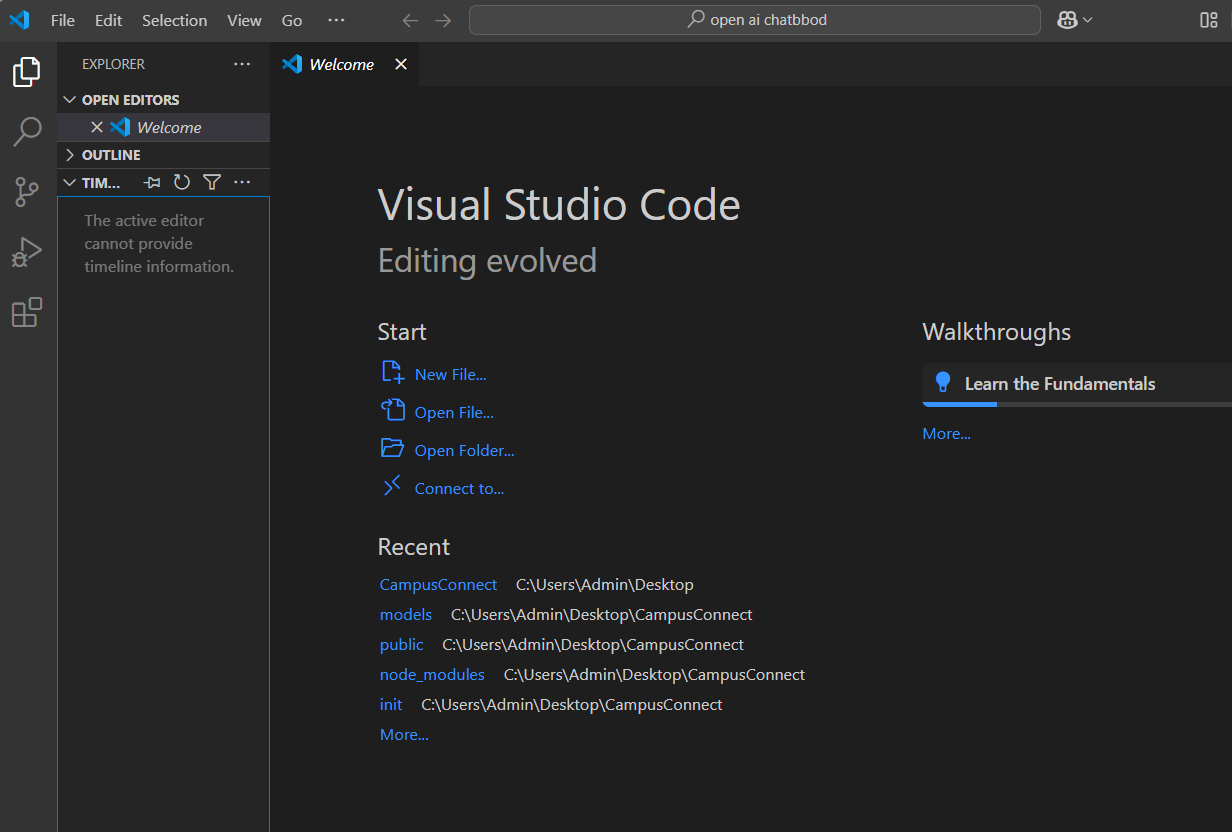 File Edit Selection View Go ···
open ai chatbbod
EXPLORER ···
OPEN EDITORS
Welcome
OUTLINE
TIM... ···
The active editor
cannot provide
timeline information.
Welcome
Visual Studio Code
Editing evolved
Start
New File...
Open File...
Open Folder...
Connect to...
Recent
CampusConnect C:\Users\Admin\Desktop
models C:\Users\Admin\Desktop\CampusConnect
public C:\Users\Admin\Desktop\CampusConnect
node_modules C:\Users\Admin\Desktop\CampusConnect
init C:\Users\Admin\Desktop\CampusConnect
More...
Walkthroughs
Learn the Fundamentals
More...